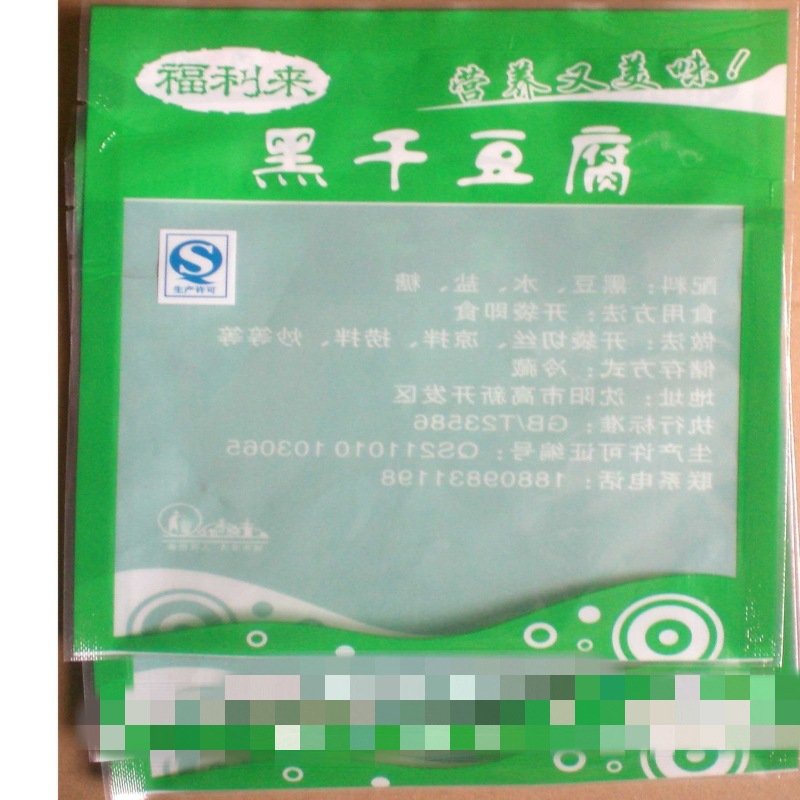 福利来
营养又美味！
黑干豆腐
生产许可
配料：黑豆、水、盐、糖
食用方法：开袋即食
做法：开袋切丝、凉拌、捞拌、炒等等
储存方式：冷藏
地址：沈阳市高新开发区
执行标准：GB/T23586
生产许可证编号：QS211010 103065
联系电话：18809831198